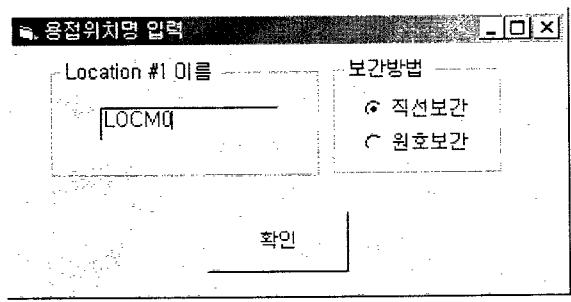 용접위치명 입력
Location #1 이름
LOCM0
보간방법
직선보간
원호보간
확인